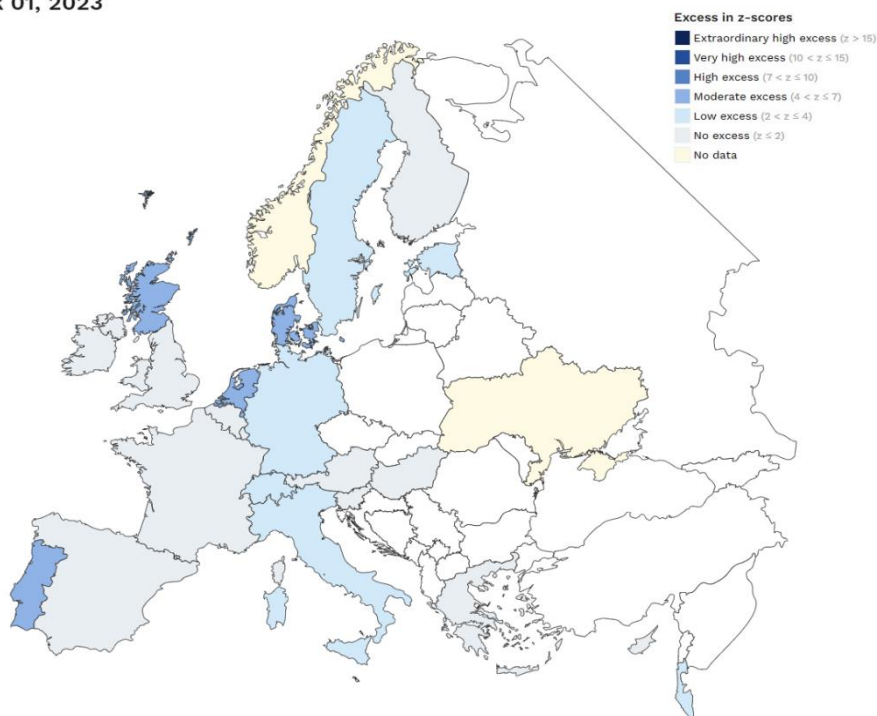 01, 2023
Excess in z-scores
Extraordinary high excess (z > 15)
Very high excess (10 < z ≤ 15)
High excess (7 < z ≤ 10)
Moderate excess (4 < z ≤ 7)
Low excess (2 < z ≤ 4)
No excess (z ≤ 2)
No data